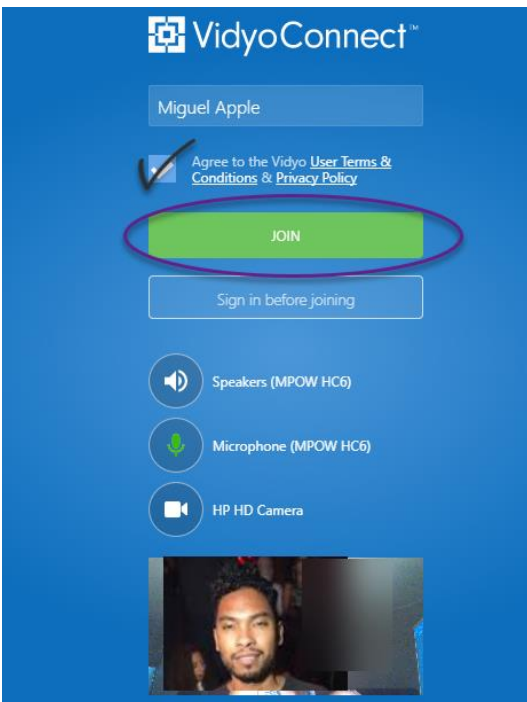 VidyoConnect™
Miguel Apple
Agree to the Vidyo User Terms &
Conditions & Privacy Policy
JOIN
Sign in before joining
Speakers (MPOW HC6)
Microphone (MPOW HC6)
HP HD Camera